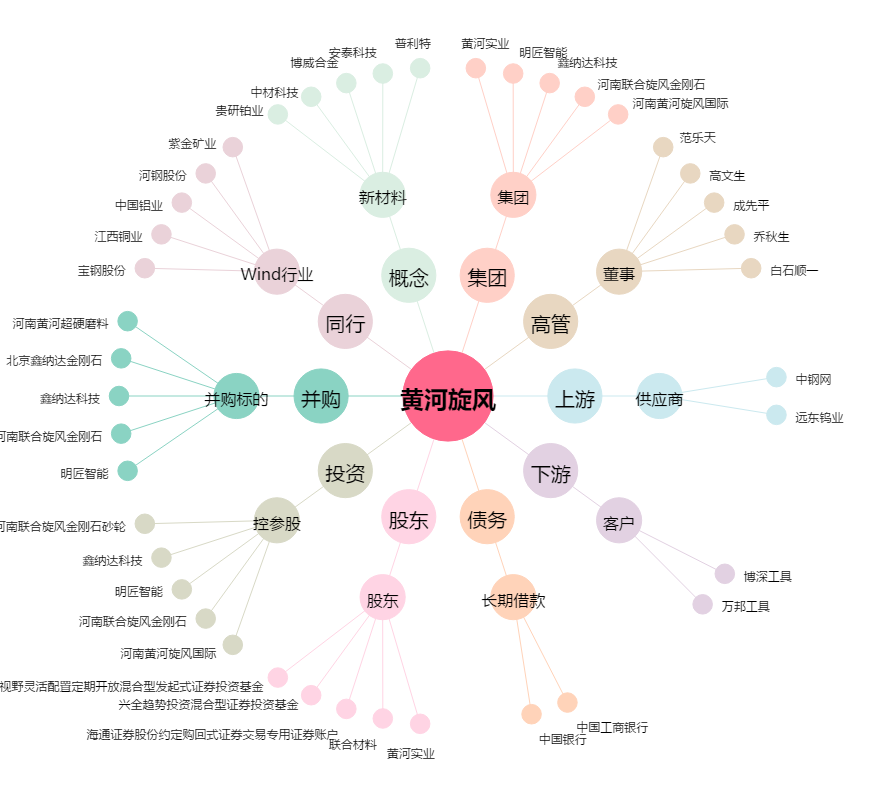 黄河实业
普利特
明匠智能
安泰科技
博威合金
鑫纳达科技
河南联合旋风金刚石
中材科技
河南黄河旋风国际
贵研铂业
范乐天
紫金矿业
高文生
河钢股份
新材料
集团
成先平
中国铝业
乔秋生
江西铜业
白石顺一
宝钢股份
Wind行业
董事
概念
集团
同行
高管
河南黄河超硬磨料
北京鑫纳达金刚石
中钢网
鑫纳达科技
并购标的
并购
黄河旋风
上游
供应商
远东钨业
河南联合旋风金刚石
明匠智能
投资
下游
控参股
股东
债务
客户
河南联合旋风金刚石砂轮
鑫纳达科技
博深工具
明匠智能
股东
长期借款
万邦工具
河南联合旋风金刚石
河南黄河旋风国际
视野灵活配置定期开放混合型发起式证券投资基金
兴全趋势投资混合型证券投资基金
中国工商银行
海通证券股份约定购回式证券交易专用证券账户
中国银行
联合材料
黄河实业